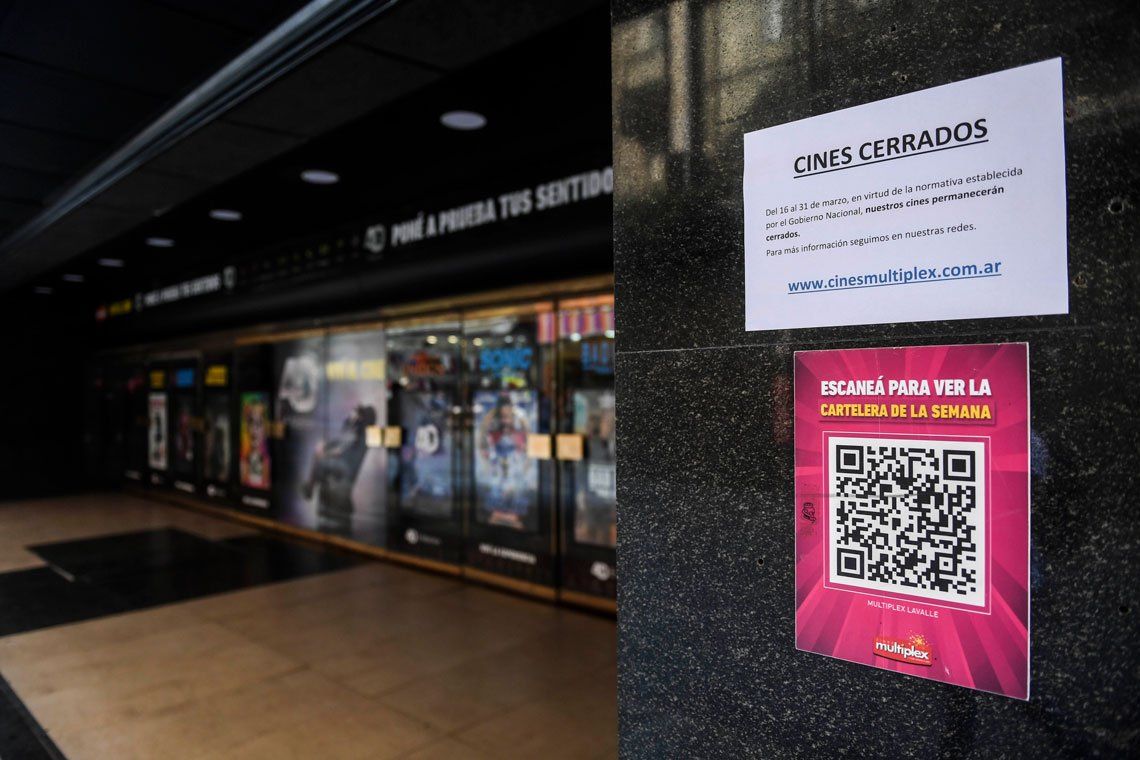 PONÉ A PRUEBA TUS SENTIDO
SONIC
CINES CERRADOS
Del 16 al 31 de marzo, en virtud de la normativa establecida
por el Gobierno Nacional, nuestros cines permanecerán
cerrados.
Para más información seguimos en nuestras redes.
www.cinesmultiplex.com.ar
ESCANEÁ PARA VER LA
CARTELERA DE LA SEMANA
MULTIPLEX LAVALLE
multiplex